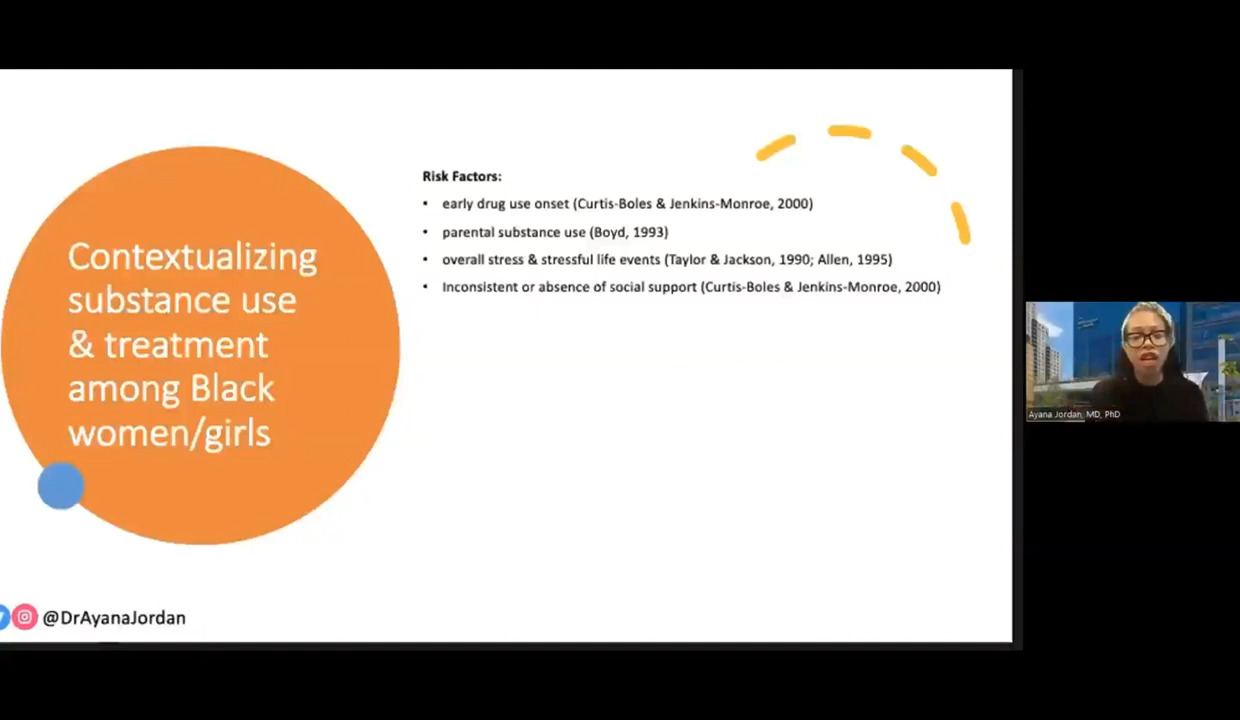 Contextualizing
substance use
& treatment
among Black
women/girls
Risk Factors:
• early drug use onset (Curtis-Boles & Jenkins-Monroe, 2000)
• parental substance use (Boyd, 1993)
• overall stress & stressful life events (Taylor & Jackson, 1990; Allen, 1995)
• Inconsistent or absence of social support (Curtis-Boles & Jenkins-Monroe, 2000)
@DrAyanaJordan
Ayana Jordan, MD, PhD